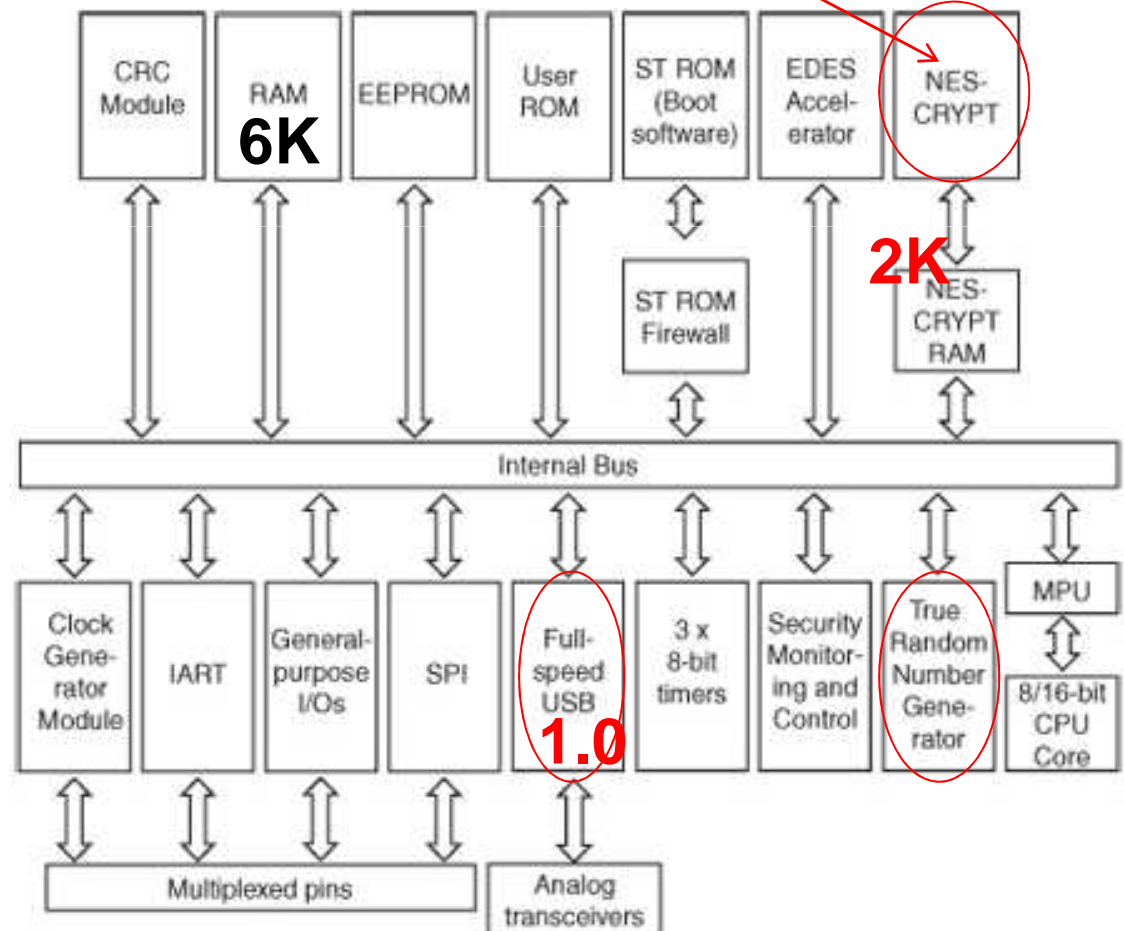 CRC
Module
RAM
6K
EEPROM
User
ROM
ST ROM
(Boot
software)
EDES
Accel-
erator
NES-
CRYPT
2K
ST ROM
Firewall
NES-
CRYPT
RAM
Internal Bus
Clock
Gene-
rator
Module
IART
General-
purpose
I/Os
SPI
Full-
speed
USB
1.0
3 x
8-bit
timers
Security
Monitor-
ing and
Control
True
Random
Number
Gene-
rator
MPU
8/16-bit
CPU
Core
Multiplexed pins
Analog
transceivers